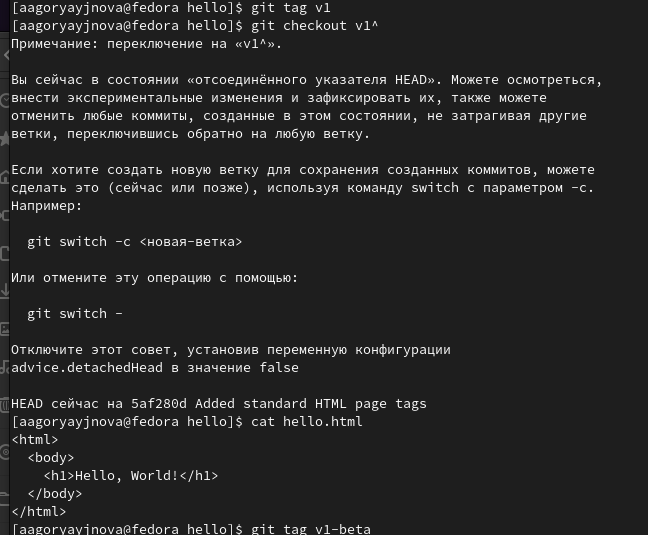 [aagoryayjnova@fedora hello]$ git tag v1
[aagoryayjnova@fedora hello]$ git checkout v1^
Примечание: переключение на «v1^».

Вы сейчас в состоянии «отсоединённого указателя HEAD». Можете осмотреться,
внести экспериментальные изменения и зафиксировать их, также можете
отменить любые коммиты, созданные в этом состоянии, не затрагивая другие
ветки, переключившись обратно на любую ветку.

Если хотите создать новую ветку для сохранения созданных коммитов, можете
сделать это (сейчас или позже), используя команду switch с параметром -c.
Например:

  git switch -c <новая-ветка>

Или отмените эту операцию с помощью:

  git switch -

Отключите этот совет, установив переменную конфигурации
advice.detachedHead в значение false

HEAD сейчас на 5af280d Added standard HTML page tags
[aagoryayjnova@fedora hello]$ cat hello.html
<html>
  <body>
    <h1>Hello, World!</h1>
  </body>
</html>
[aagoryayjnova@fedora hello]$ git tag v1-beta